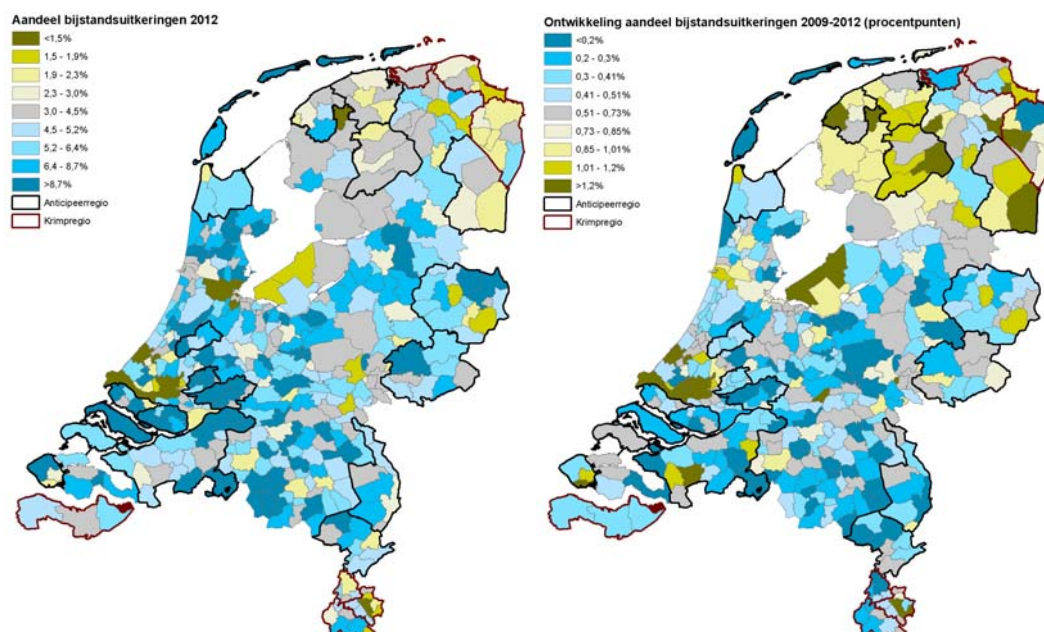 Aandeel bijstandsuitkeringen 2012
<1,5%
1,5 - 1,9%
1,9 - 2,3%
2,3 - 3,0%
3,0 - 4,5%
4,5 - 5,2%
5,2 - 6,4%
6,4 - 8,7%
>8,7%
Anticipeerregio
Krimpregio
Ontwikkeling aandeel bijstandsuitkeringen 2009-2012 (procentpunten)
<0,2%
0,2 - 0,3%
0,3 - 0,41%
0,41 - 0,51%
0,51 - 0,73%
0,73 - 0,85%
0,85 - 1,01%
1,01 - 1,2%
>1,2%
Anticipeerregio
Krimpregio